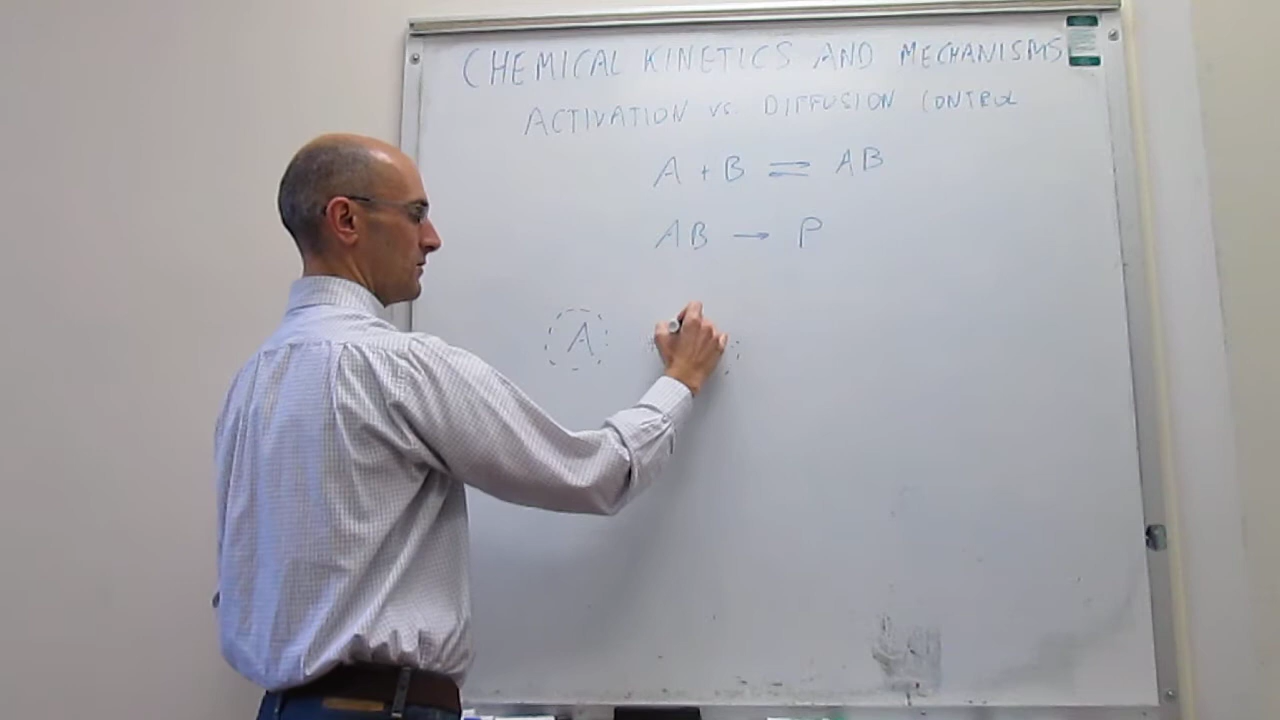 CHEMICAL KINETICS AND MECHANISMS
ACTIVATION VS. DIFFUSION CONTROL
A + B ⇌ AB
AB → P
A